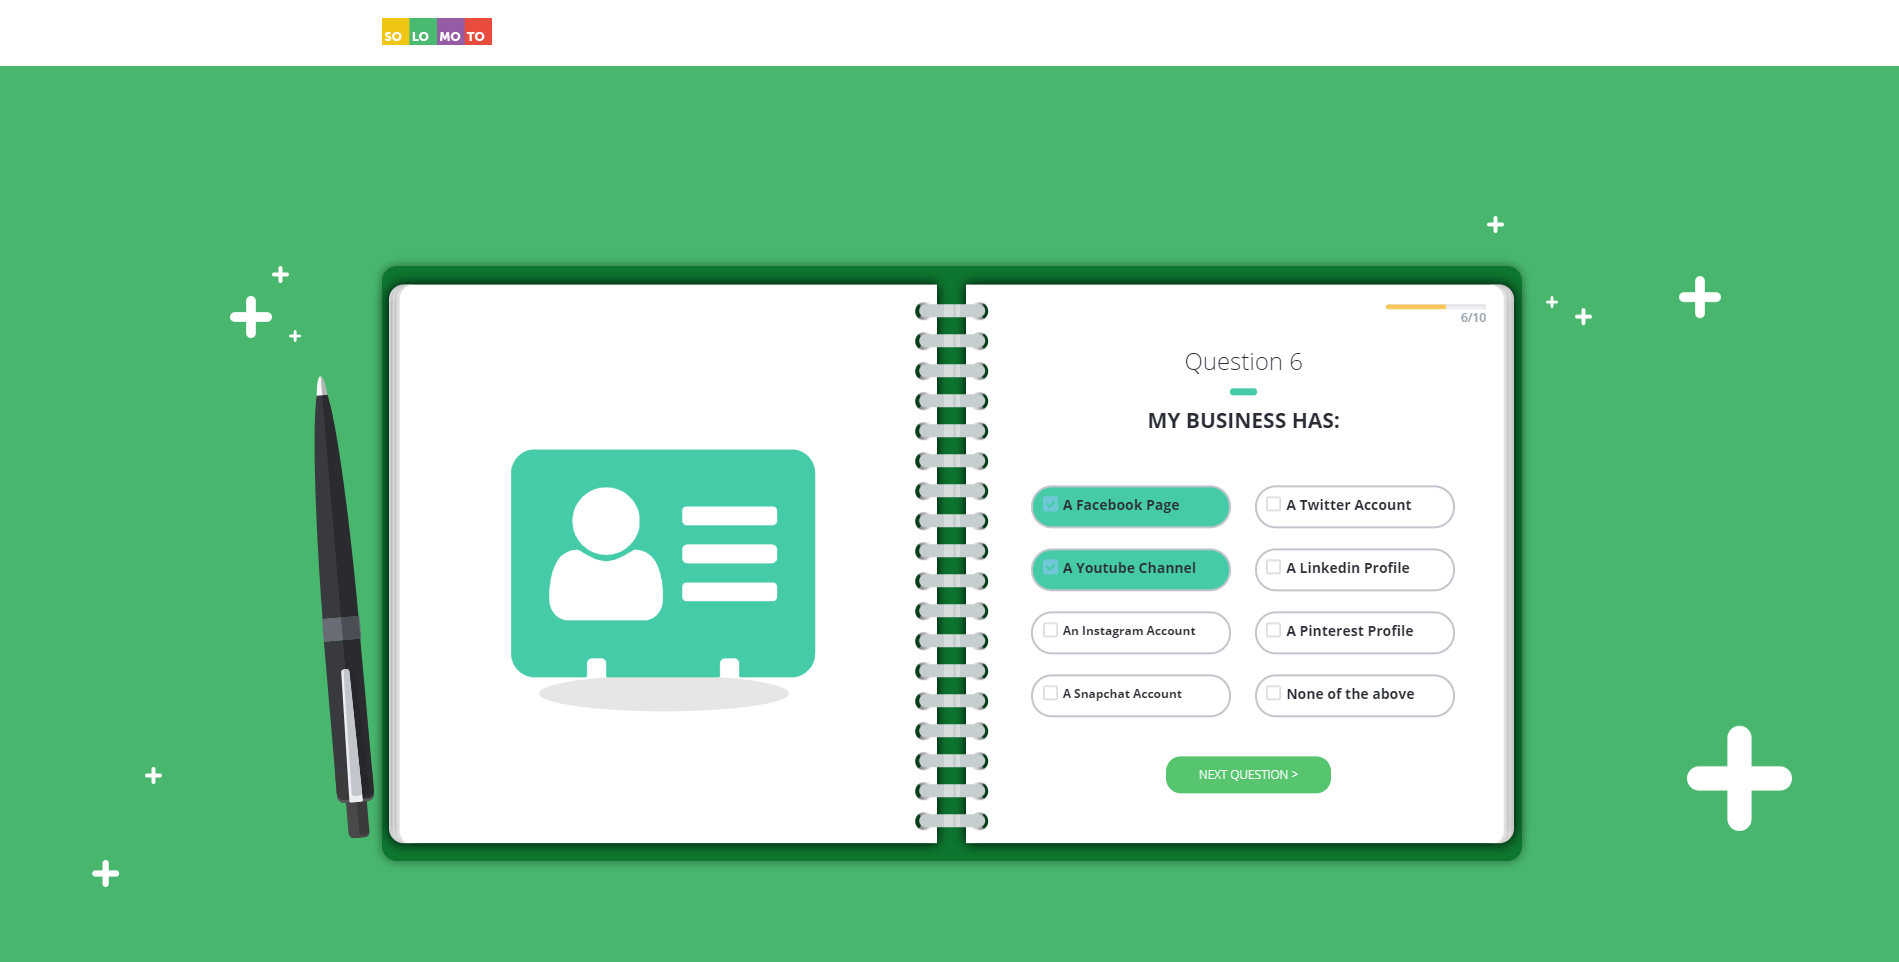 SO LO MO TO
6/10
Question 6
MY BUSINESS HAS:
A Facebook Page
A Twitter Account
A Youtube Channel
A Linkedin Profile
An Instagram Account
A Pinterest Profile
A Snapchat Account
None of the above
NEXT QUESTION >